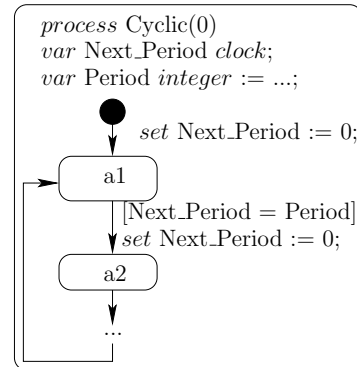 process Cyclic(0)
var Next_Period clock;
var Period integer := ...;
set Next_Period := 0;
a1
[Next_Period = Period]
set Next_Period := 0;
a2
...